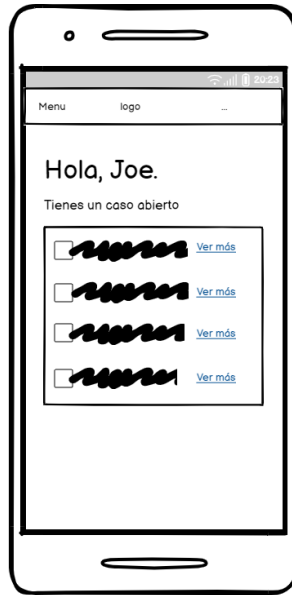 20:23
Menu logo ...
Hola, Joe.
Tienes un caso abierto
Ver más
Ver más
Ver más
Ver más